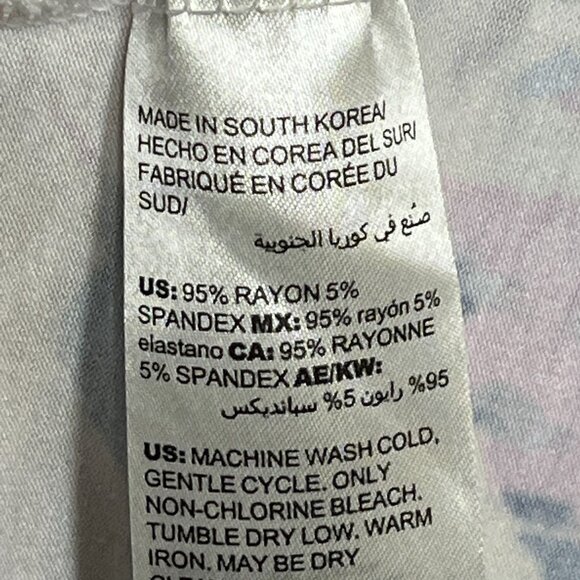 MADE IN SOUTH KOREA/
HECHO EN COREA DEL SUR/
FABRIQUÉ EN CORÉE DU
SUD/
صُنع في كوريا الجنوبية
US: 95% RAYON 5%
SPANDEX MX: 95% rayón 5%
elastano CA: 95% RAYONNE
5% SPANDEX AE/KW:
95% رايون 5% سباندیکس
US: MACHINE WASH COLD,
GENTLE CYCLE. ONLY
NON-CHLORINE BLEACH.
TUMBLE DRY LOW. WARM
IRON. MAY BE DRY